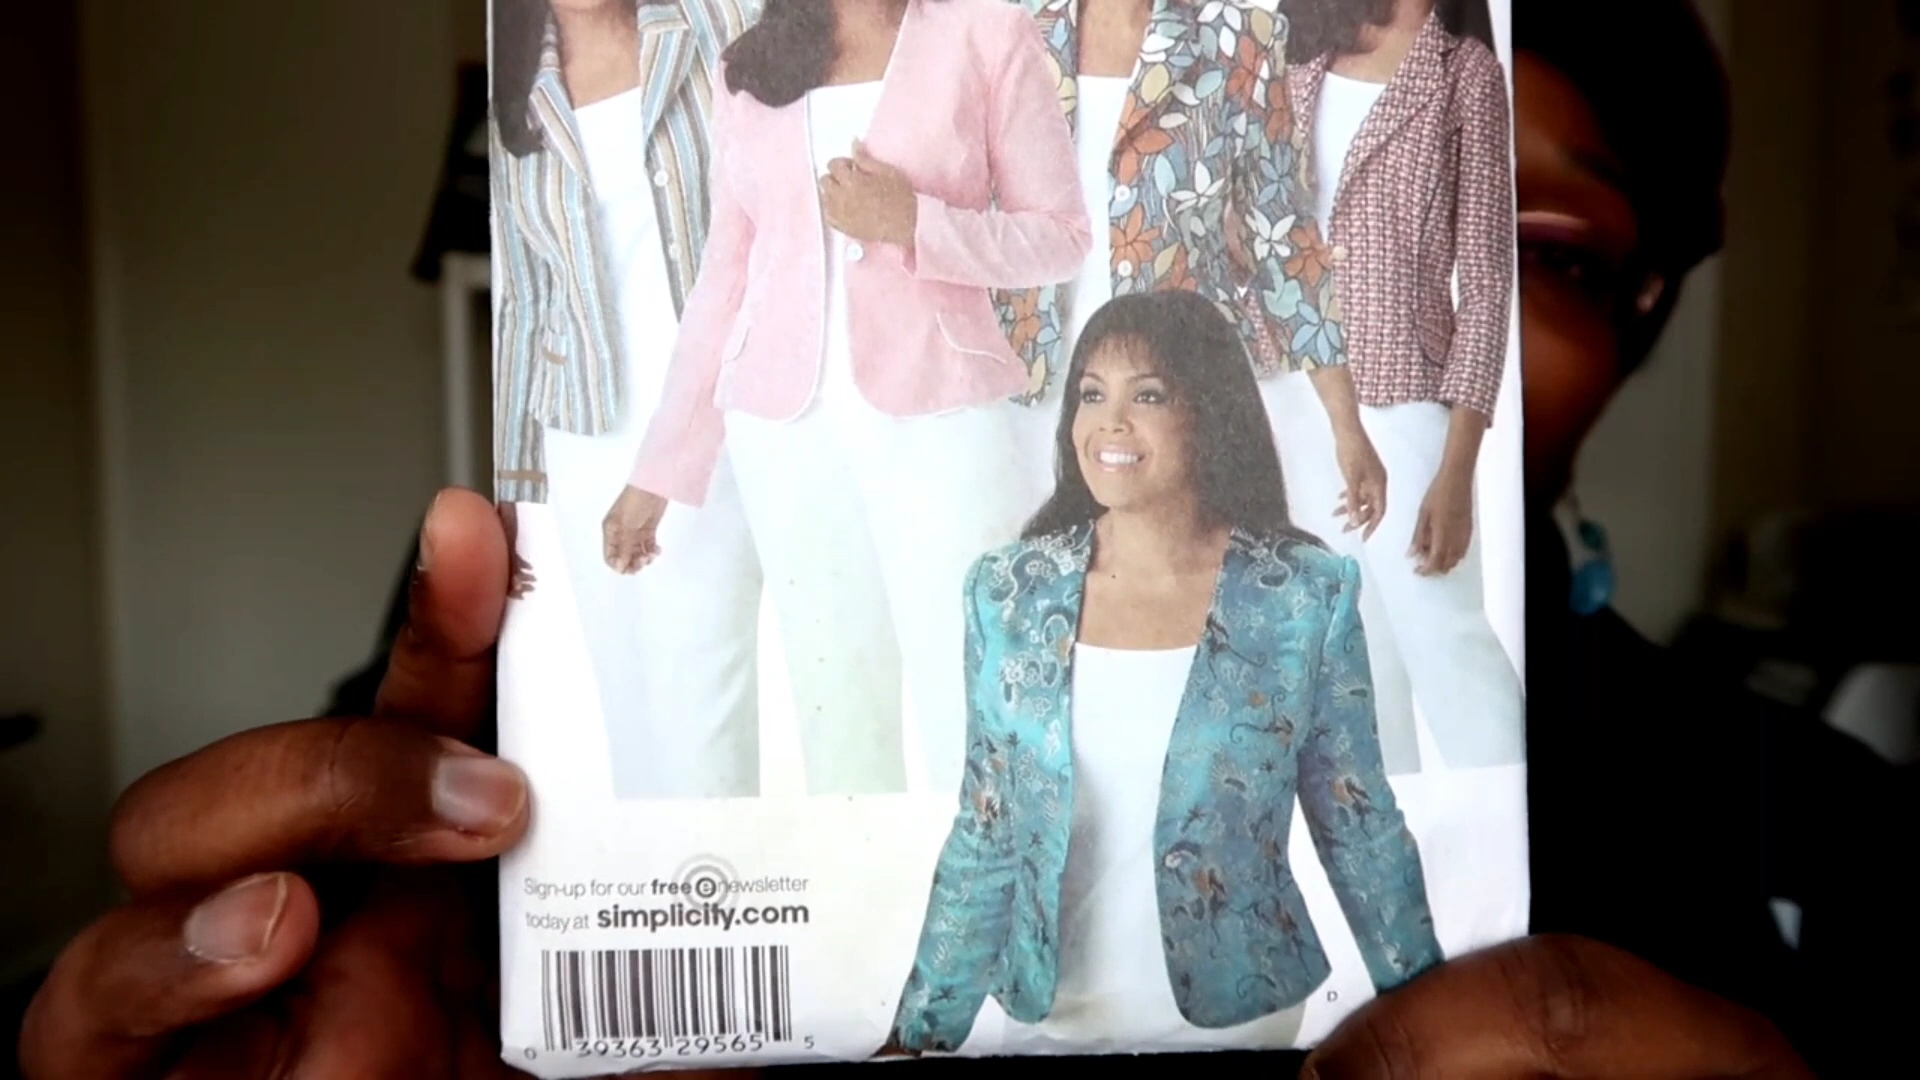 D
Sign-up for our free e newsletter
today at simplicity.com
0 39363 29565 5